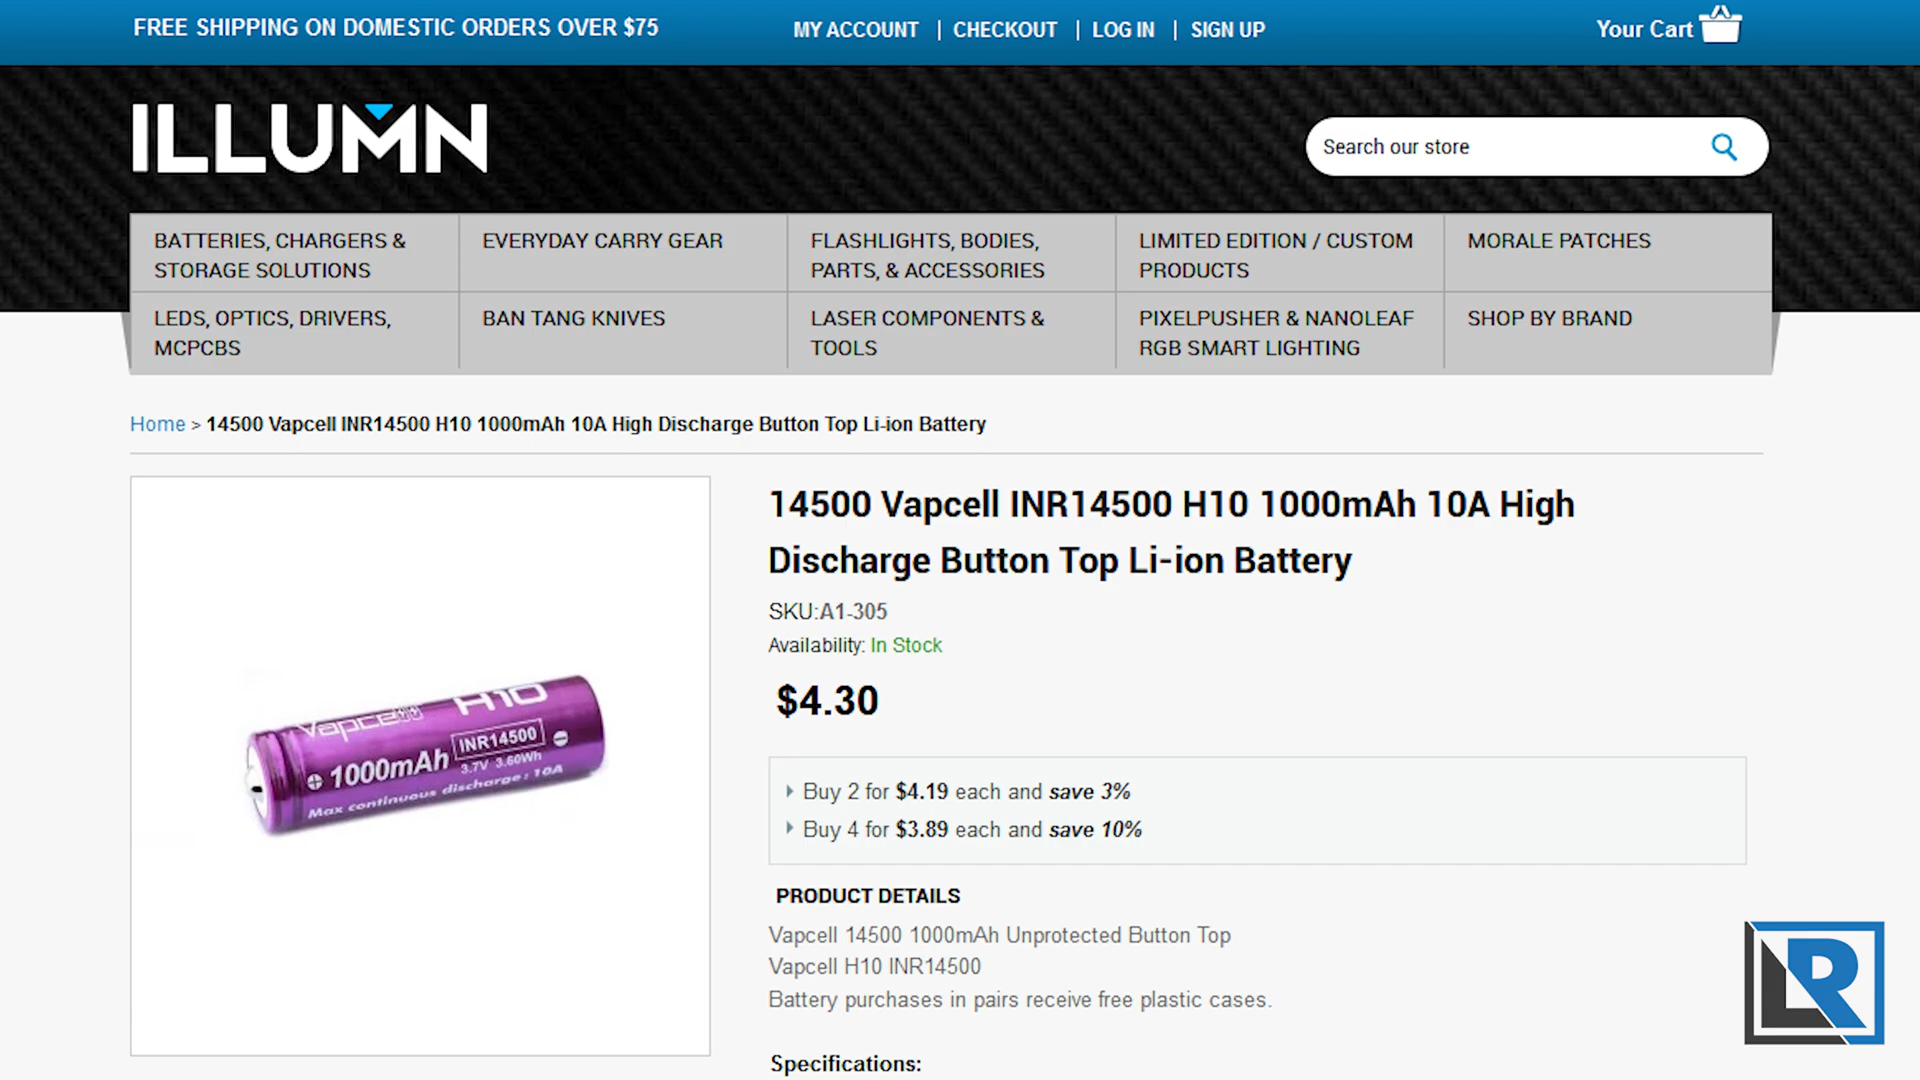 FREE SHIPPING ON DOMESTIC ORDERS OVER $75
MY ACCOUNT | CHECKOUT | LOG IN | SIGN UP
Your Cart
ILLUMN
Search our store
BATTERIES, CHARGERS &
STORAGE SOLUTIONS
EVERYDAY CARRY GEAR
FLASHLIGHTS, BODIES,
PARTS, & ACCESSORIES
LIMITED EDITION / CUSTOM
PRODUCTS
MORALE PATCHES
LEDS, OPTICS, DRIVERS,
MCPCBS
BAN TANG KNIVES
LASER COMPONENTS &
TOOLS
PIXELPUSHER & NANOLEAF
RGB SMART LIGHTING
SHOP BY BRAND
Home > 14500 Vapcell INR14500 H10 1000mAh 10A High Discharge Button Top Li-ion Battery
Vapcell H10
1000mAh INR14500
3.7V 3.60Wh
Max continuous discharge: 10A
14500 Vapcell INR14500 H10 1000mAh 10A High
Discharge Button Top Li-ion Battery
SKU:A1-305
Availability: In Stock
$4.30
Buy 2 for $4.19 each and save 3%
Buy 4 for $3.89 each and save 10%
PRODUCT DETAILS
Vapcell 14500 1000mAh Unprotected Button Top
Vapcell H10 INR14500
Battery purchases in pairs receive free plastic cases.
Specifications:
LR